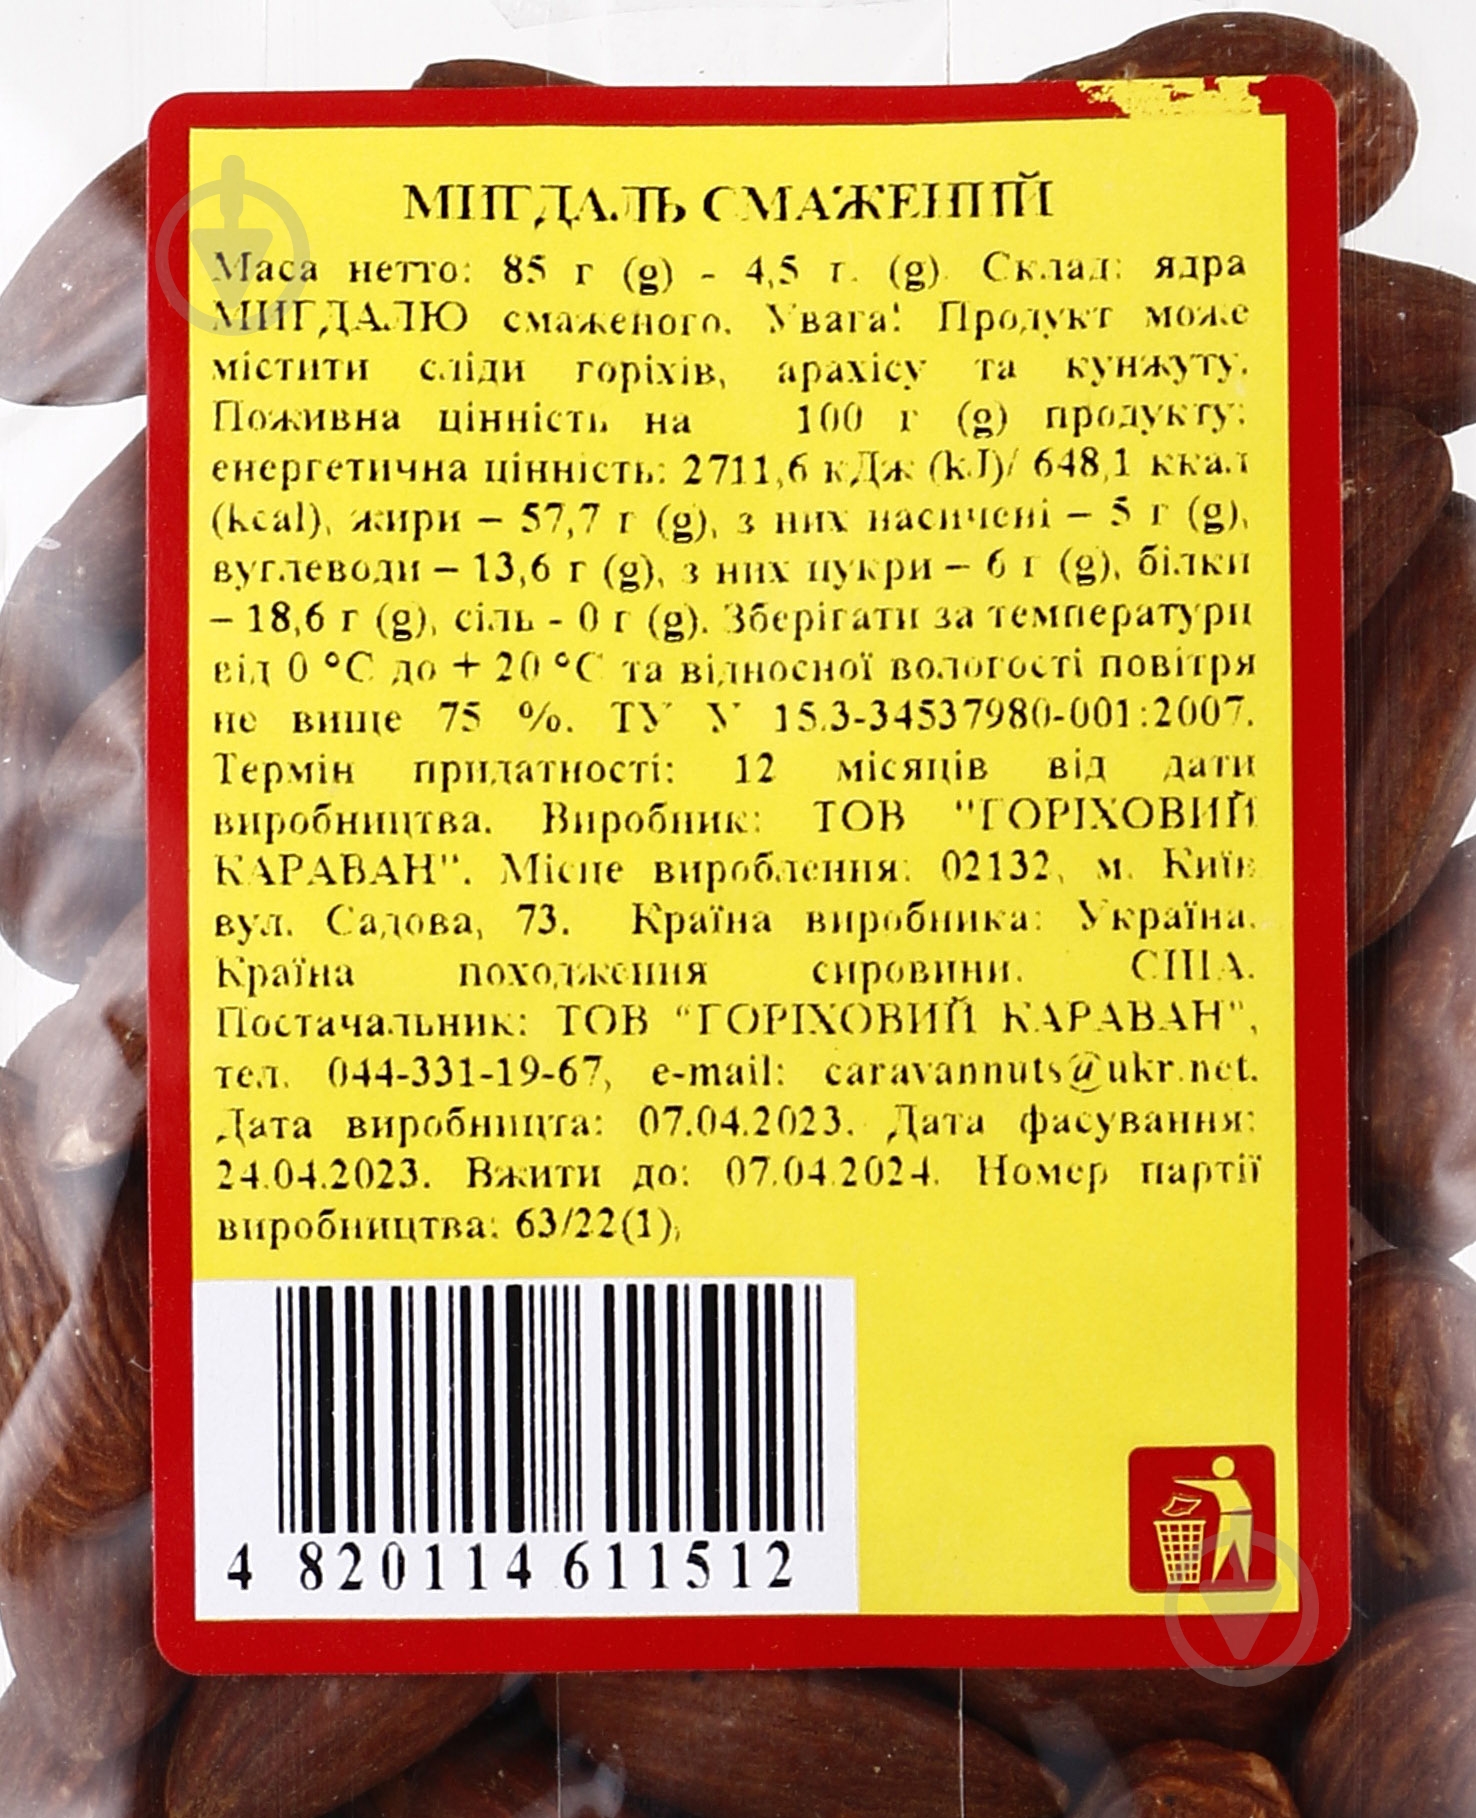 МИГДАЛЬ СМАЖЕНИЙ
Маса нетто: 85 г (g) - 4,5 г. (g). Склад: ядра
МИГДАЛЮ смаженого. Увага! Продукт може
містити сліди горіхів, арахісу та кунжуту.
Поживна цінність на 100 г (g) продукту:
енергетична цінність: 2711,6 кДж (kJ)/ 648,1 ккал
(kcal), жири – 57,7 г (g), з них насичені – 5 г (g),
вуглеводи – 13,6 г (g), з них цукри – 6 г (g), білки
– 18,6 г (g), сіль - 0 г (g). Зберігати за температури
від 0 °С до + 20 °С та відносної вологості повітря
не вище 75 %. ТУ У 15.3-34537980-001:2007.
Термін придатності: 12 місяців від дати
виробництва. Виробник: ТОВ "ГОРІХОВИЙ
КАРАВАН". Місце вироблення: 02132, м. Київ
вул. Садова, 73. Країна виробника: Україна.
Країна походження сировини. США.
Постачальник: ТОВ "ГОРІХОВИЙ КАРАВАН",
тел. 044-331-19-67, e-mail: caravannuts@ukr.net.
Дата виробницта: 07.04.2023. Дата фасування:
24.04.2023. Вжити до: 07.04.2024. Номер партії
виробництва: 63/22(1),
4 820114 611512